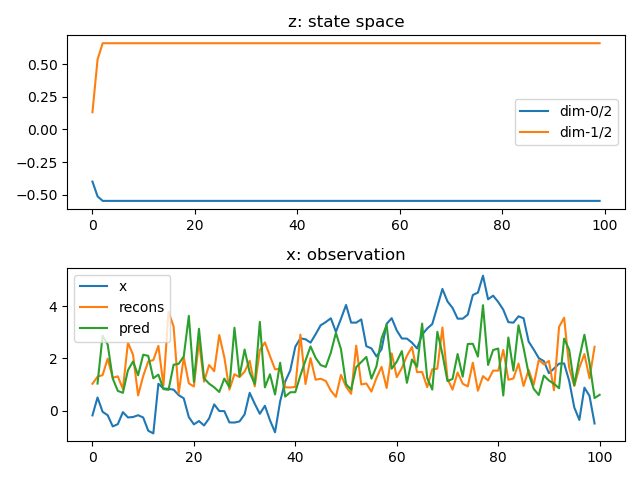 z: state space
0.50
0.25
0.00
−0.25
−0.50
dim-0/2
dim-1/2
0 20 40 60 80 100
x: observation
4
2
0
x
recons
pred
0 20 40 60 80 100